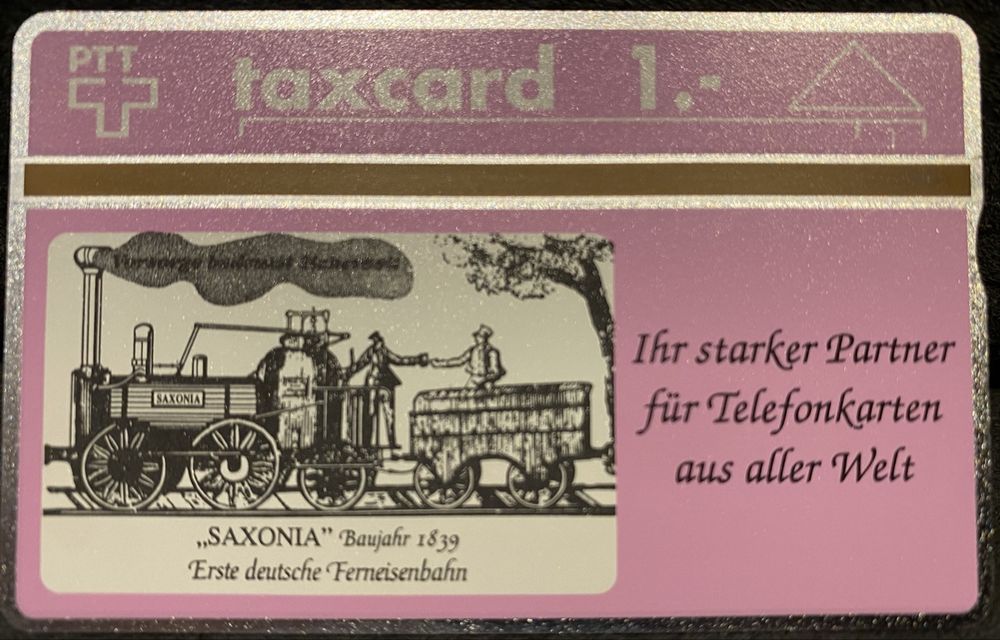 PTT
taxcard 1.-
SAXONIA
Ihr starker Partner
für Telefonkarten
aus aller Welt
„SAXONIA” Baujahr 1839
Erste deutsche Ferneisenbahn